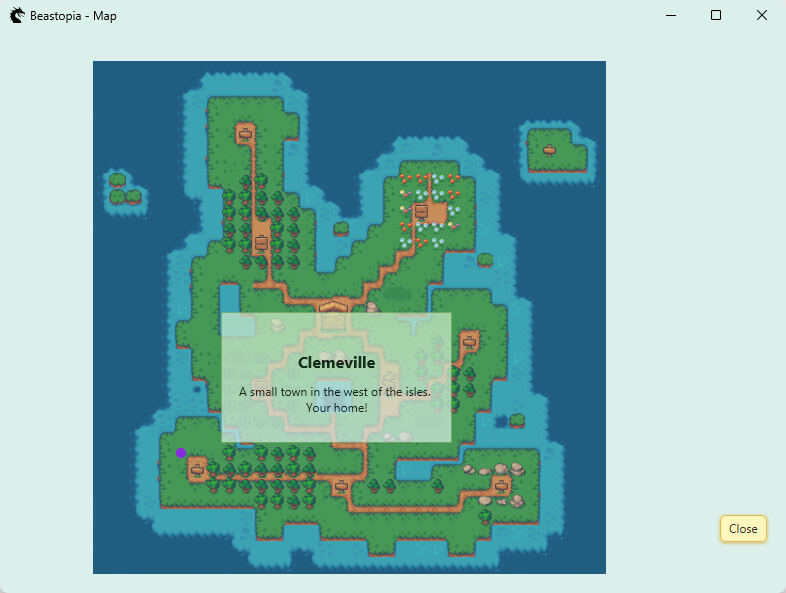 Beastopia - Map
Clemeville
A small town in the west of the isles.
Your home!
Close